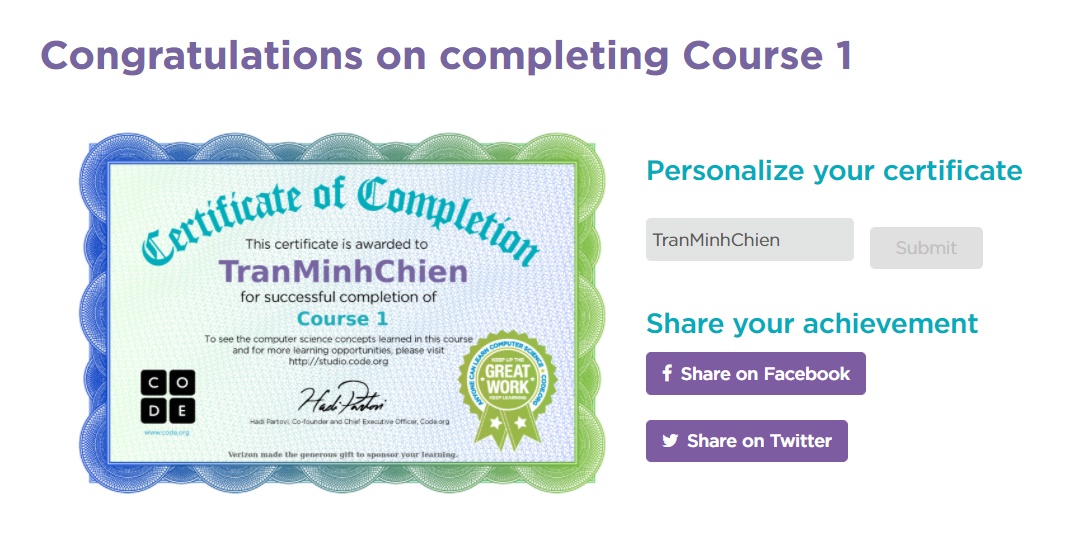 Congratulations on completing Course 1
Certificate of Completion
This certificate is awarded to
TranMinhChien
for successful completion of
Course 1
To see the computer science concepts learned in this course
and for more learning opportunities, please visit
http://studio.code.org
C O
D E
www.code.org
Hadi Partovi
Hadi Partovi, Co-founder and Chief Executive Officer, Code.org
ANYONE CAN LEARN COMPUTER SCIENCE • CODE.ORG
KEEP UP THE
GREAT
WORK
KEEP LEARNING
Verizon made the generous gift to sponsor your learning.
Personalize your certificate
TranMinhChien
Submit
Share your achievement
f Share on Facebook
Share on Twitter